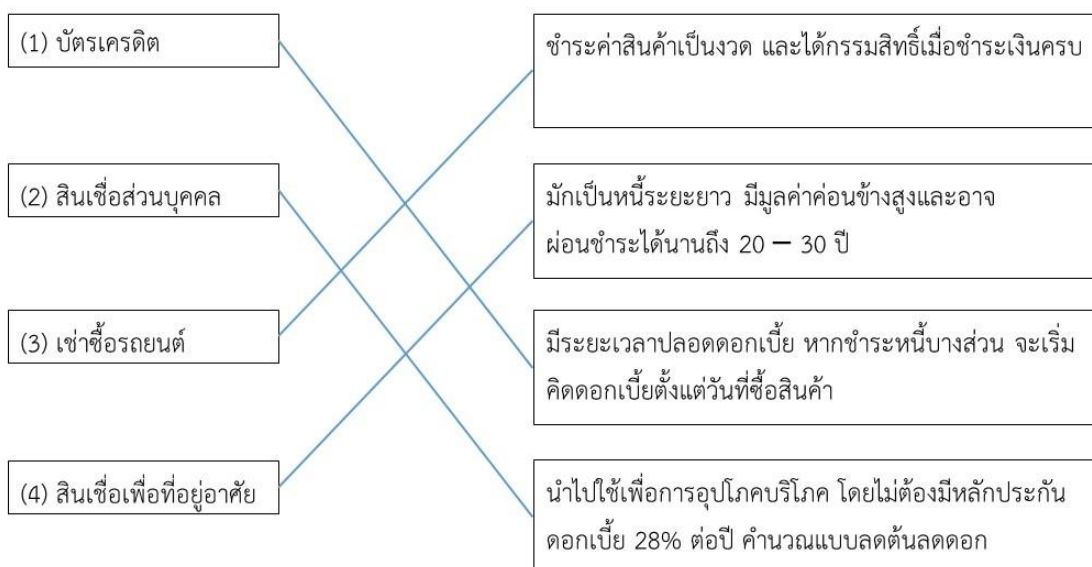 (1) บัตรเครดิต
ชำระค่าสินค้าเป็นงวด และได้กรรมสิทธิ์เมื่อชำระเงินครบ
(2) สินเชื่อส่วนบุคคล
มักเป็นหนี้ระยะยาว มีมูลค่าค่อนข้างสูงและอาจ
ผ่อนชำระได้นานถึง 20 – 30 ปี
(3) เช่าซื้อรถยนต์
มีระยะเวลาปลอดดอกเบี้ย หากชำระหนี้บางส่วน จะเริ่ม
คิดดอกเบี้ยตั้งแต่วันที่ซื้อสินค้า
(4) สินเชื่อเพื่อที่อยู่อาศัย
นำไปใช้เพื่อการอุปโภคบริโภค โดยไม่ต้องมีหลักประกัน
ดอกเบี้ย 28% ต่อปี คำนวณแบบลดต้นลดดอก